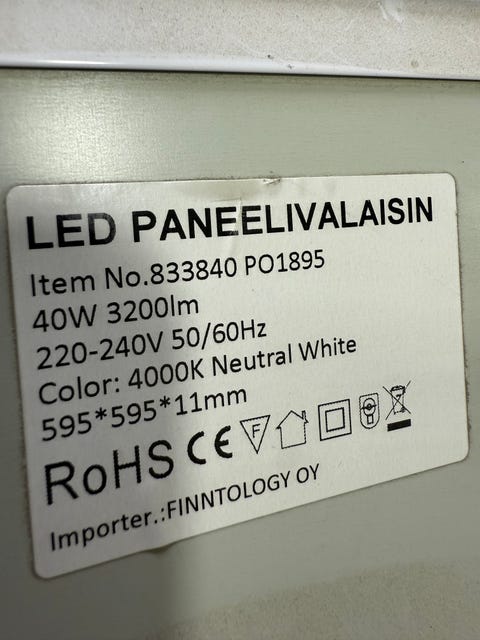 LED PANEELIVALAISIN
Item No.833840 PO1895
40W 3200lm
220-240V 50/60Hz
Color: 4000K Neutral White
595*595*11mm
RoHS CE F
Importer.:FINNTOLOGY OY